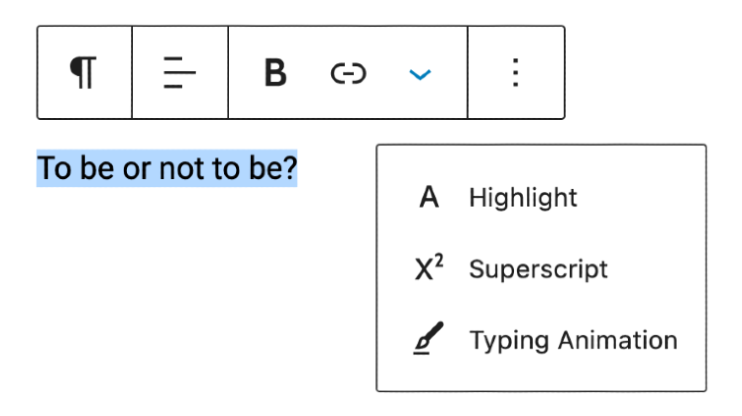 B
To be or not to be?
A Highlight
X² Superscript
Typing Animation